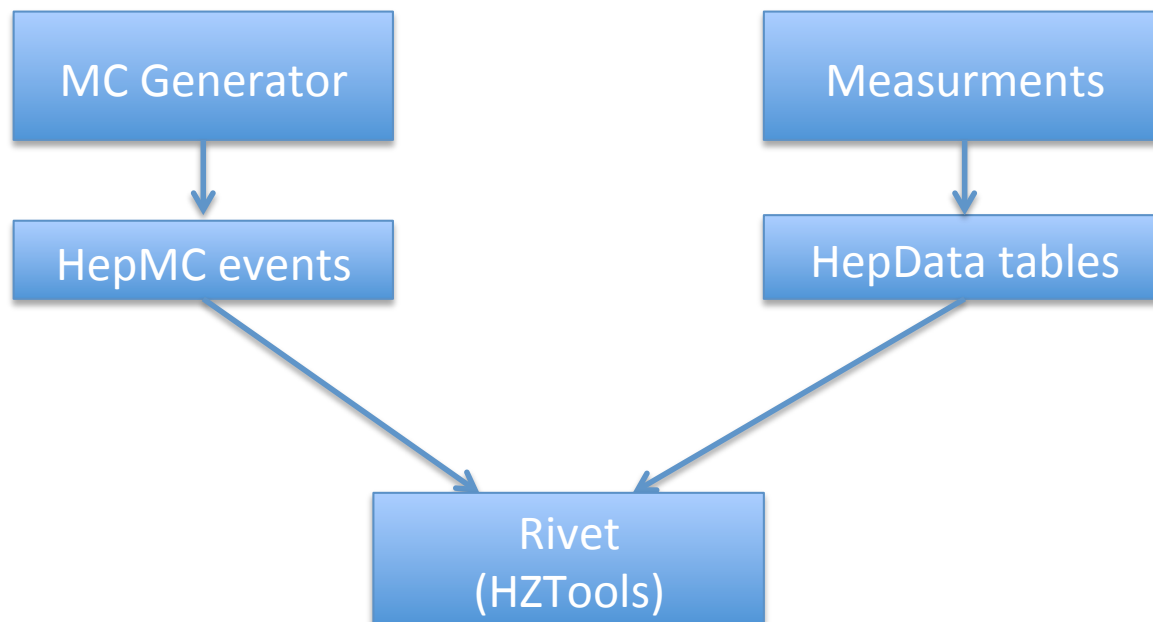 MC Generator
Measurments
HepMC events
HepData tables
Rivet
(HZTools)